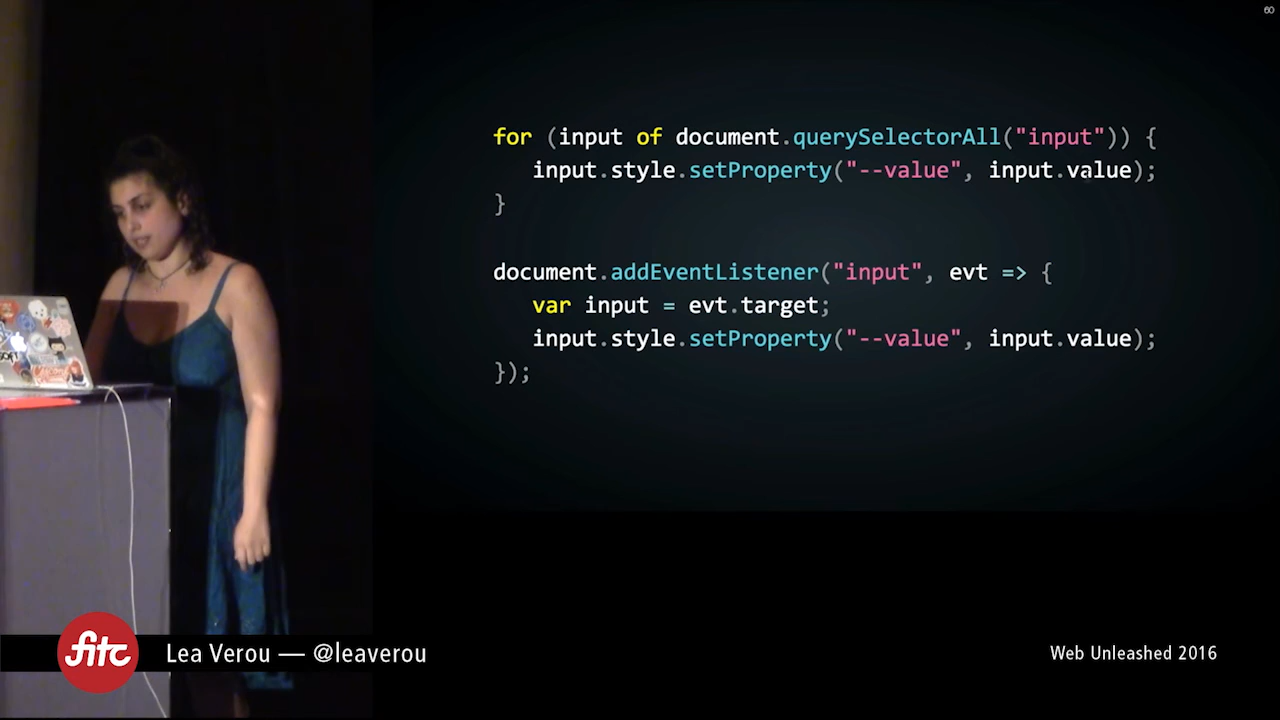 60
for (input of document.querySelectorAll("input")) {
input.style.setProperty("--value", input.value);
}
document.addEventListener("input", evt => {
var input = evt.target;
input.style.setProperty("--value", input.value);
});
fitc
Lea Verou — @leaverou
Web Unleashed 2016